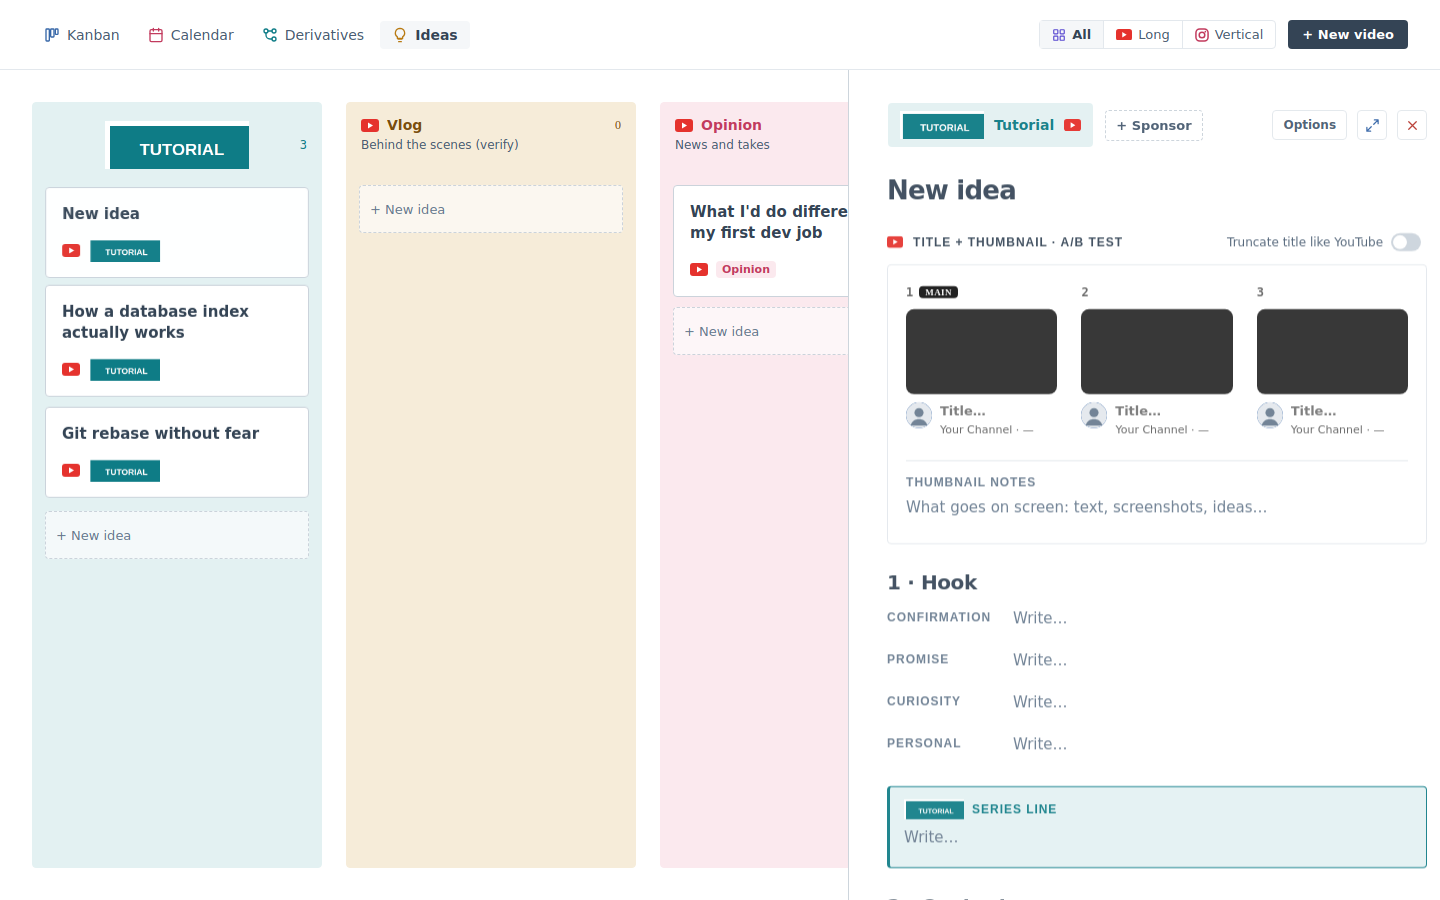 Kanban
Calendar
Derivatives
Ideas
All
Long
Vertical
+ New video
TUTORIAL
3
New idea
TUTORIAL
How a database index
actually works
TUTORIAL
Git rebase without fear
TUTORIAL
+ New idea
Vlog
0
Behind the scenes (verify)
+ New idea
Opinion
News and takes
What I'd do differe
my first dev job
Opinion
+ New idea
TUTORIAL
Tutorial
+ Sponsor
Options
New idea
TITLE + THUMBNAIL · A/B TEST
Truncate title like YouTube
1 MAIN
2
3
Title...
Your Channel · —
Title...
Your Channel · —
Title...
Your Channel · —
THUMBNAIL NOTES
What goes on screen: text, screenshots, ideas...
1 · Hook
CONFIRMATION Write...
PROMISE Write...
CURIOSITY Write...
PERSONAL Write...
TUTORIAL SERIES LINE
Write...